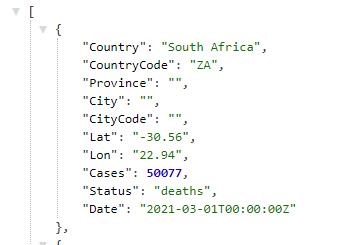 [
{
"Country": "South Africa",
"CountryCode": "ZA",
"Province": "",
"City": "",
"CityCode": "",
"Lat": "-30.56",
"Lon": "22.94",
"Cases": 50077,
"Status": "deaths",
"Date": "2021-03-01T00:00:00Z"
},
{